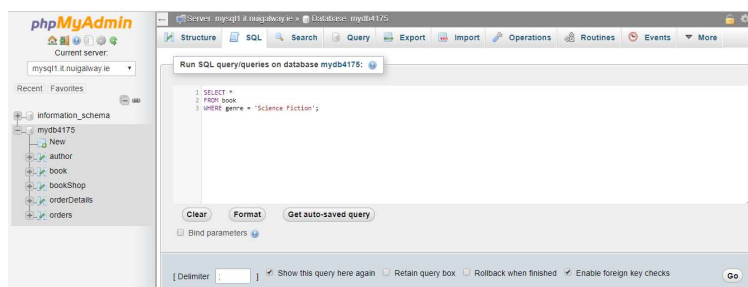 phpMyAdmin
Current server:
mysql1.it.nuigalway.ie
Recent Favorites
information_schema
mydb4175
New
author
book
bookShop
orderDetails
orders
Server: mysql1.it.nuigalway.ie » Database: mydb4175
Structure SQL Search Query Export Import Operations Routines Events More
Run SQL query/queries on database mydb4175:
1 SELECT *
2 FROM book
3 WHERE genre = 'Science Fiction';
Clear Format Get auto-saved query
Bind parameters
[ Delimiter ; ] Show this query here again Retain query box Rollback when finished Enable foreign key checks Go